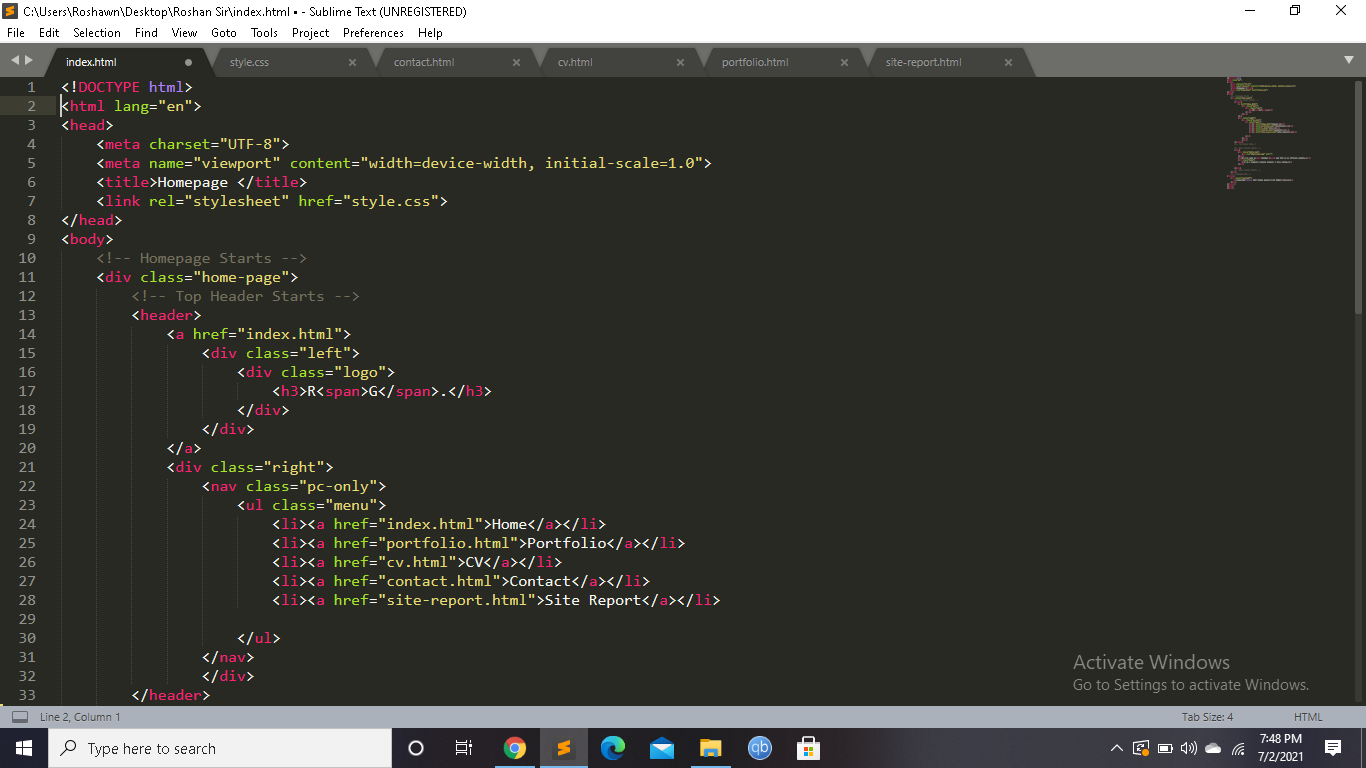 C:\Users\Roshawn\Desktop\Roshan Sir\index.html • - Sublime Text (UNREGISTERED)
File Edit Selection Find View Goto Tools Project Preferences Help
index.html style.css contact.html cv.html portfolio.html site-report.html
1 <!DOCTYPE html>
2 <html lang="en">
3 <head>
4     <meta charset="UTF-8">
5     <meta name="viewport" content="width=device-width, initial-scale=1.0">
6     <title>Homepage </title>
7     <link rel="stylesheet" href="style.css">
8 </head>
9 <body>
10     <!-- Homepage Starts -->
11     <div class="home-page">
12         <!-- Top Header Starts -->
13         <header>
14             <a href="index.html">
15                 <div class="left">
16                     <div class="logo">
17                         <h3>R<span>G</span>.</h3>
18                     </div>
19                 </div>
20             </a>
21             <div class="right">
22                 <nav class="pc-only">
23                     <ul class="menu">
24                         <li><a href="index.html">Home</a></li>
25                         <li><a href="portfolio.html">Portfolio</a></li>
26                         <li><a href="cv.html">CV</a></li>
27                         <li><a href="contact.html">Contact</a></li>
28                         <li><a href="site-report.html">Site Report</a></li>
29
30                     </ul>
31                 </nav>
32                 </div>
33         </header>
Activate Windows
Go to Settings to activate Windows.
Line 2, Column 1 Tab Size: 4 HTML
Type here to search
qb
7:48 PM
7/2/2021